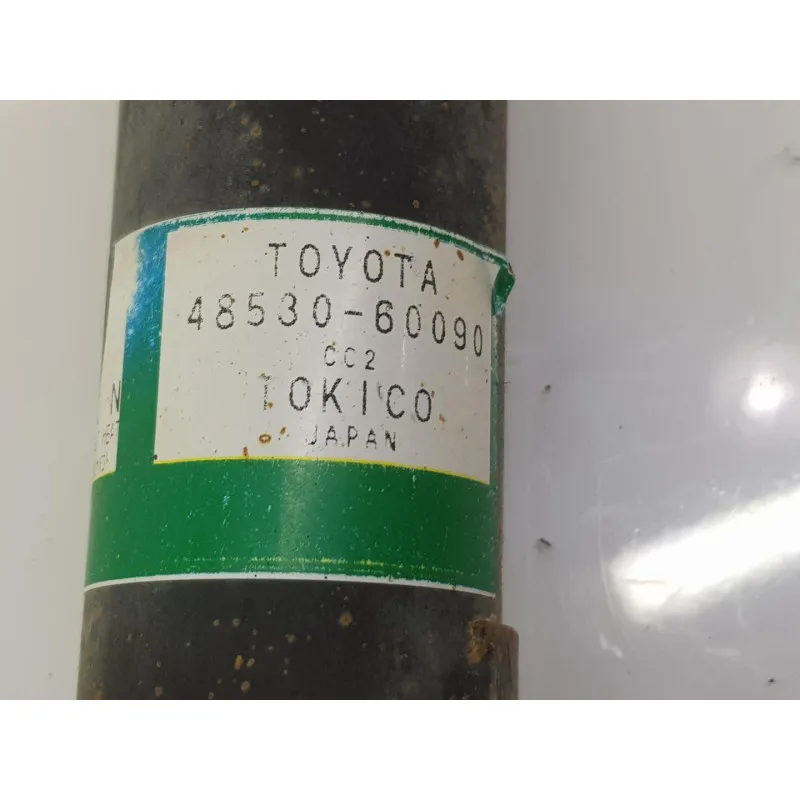 TOYOTA
48530-60090
CC2
TOKICO
JAPAN
N